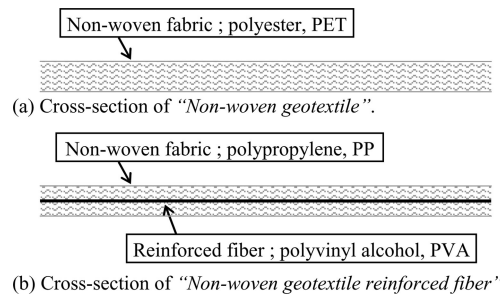 Non-woven fabric ; polyester, PET
(a) Cross-section of “Non-woven geotextile”.
Non-woven fabric ; polypropylene, PP
Reinforced fiber ; polyvinyl alcohol, PVA
(b) Cross-section of “Non-woven geotextile reinforced fiber’